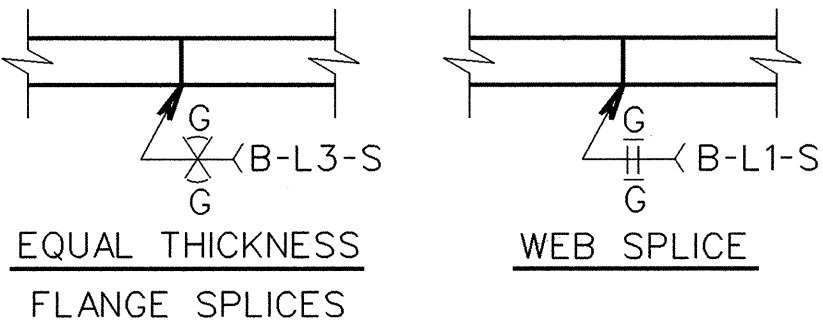 G
B-L3-S
G
EQUAL THICKNESS
FLANGE SPLICES
G
B-L1-S
G
WEB SPLICE